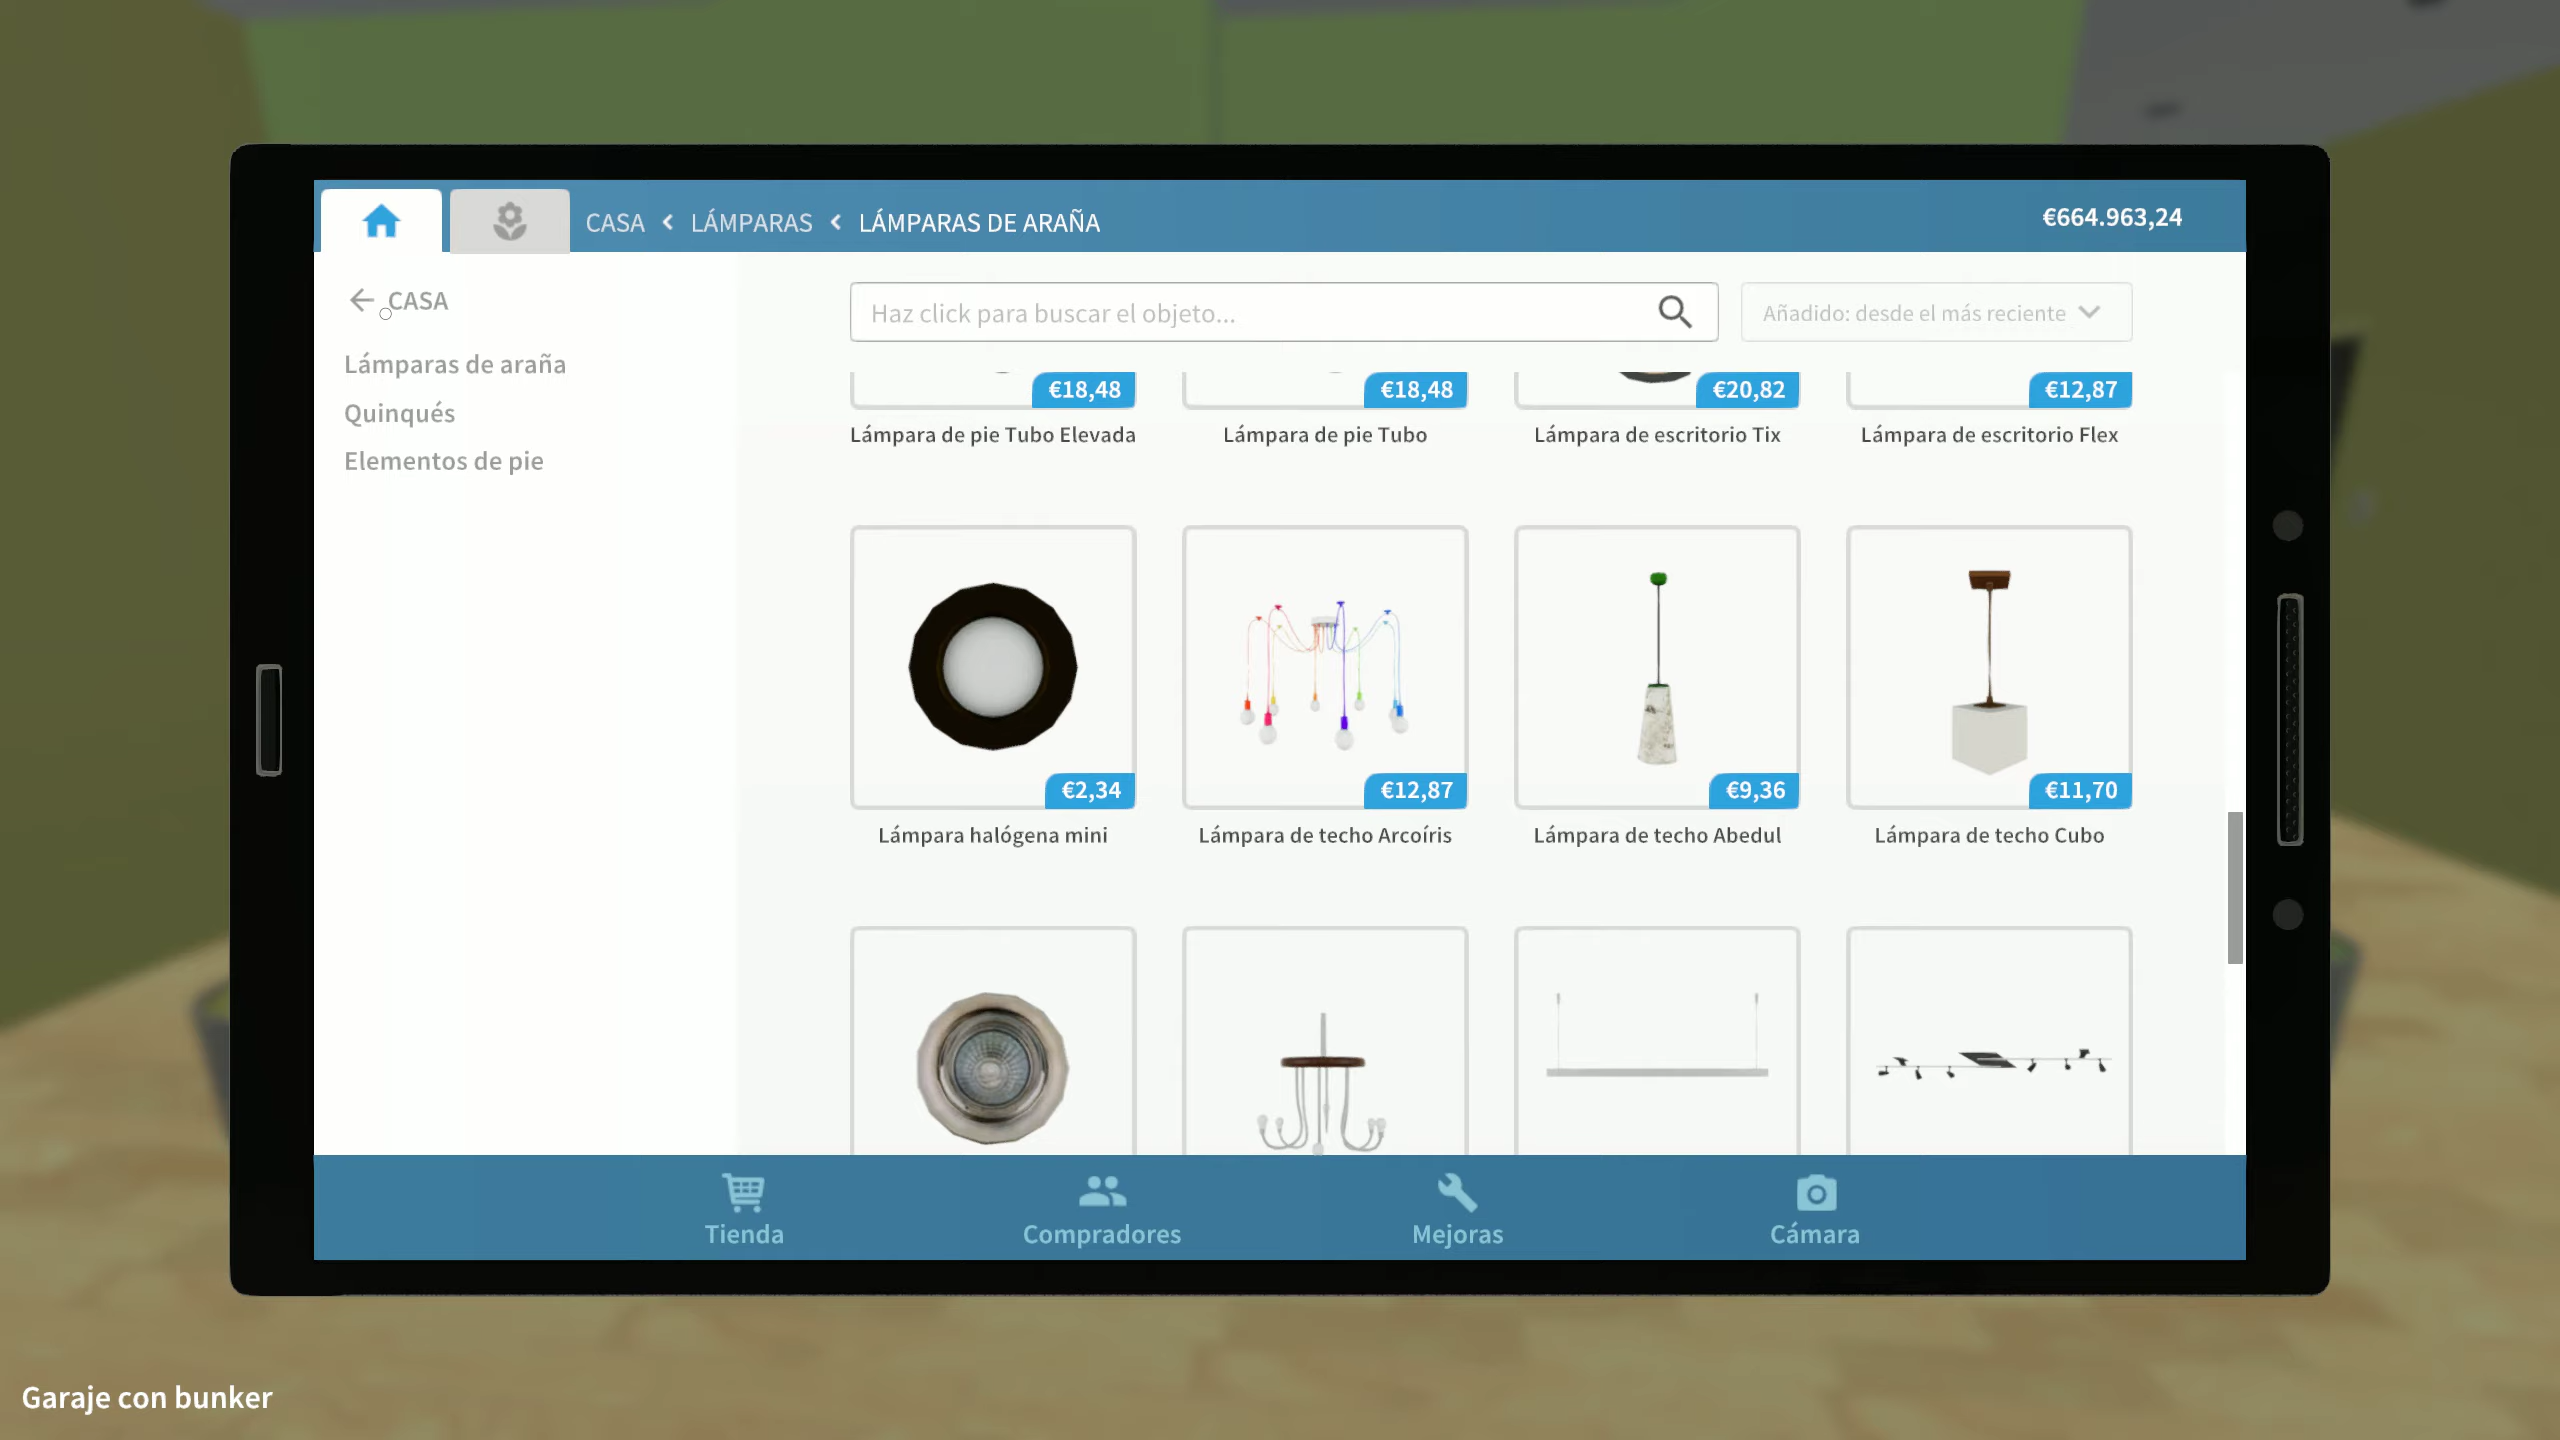 CASA < LÁMPARAS < LÁMPARAS DE ARAÑA
€664.963,24
CASA
Lámparas de araña
Quinqués
Elementos de pie
Haz click para buscar el objeto...
Añadido: desde el más reciente
€18,48 €18,48 €20,82 €12,87
Lámpara de pie Tubo Elevada Lámpara de pie Tubo Lámpara de escritorio Tix Lámpara de escritorio Flex
€2,34 €12,87 €9,36 €11,70
Lámpara halógena mini Lámpara de techo Arcoíris Lámpara de techo Abedul Lámpara de techo Cubo
Tienda Compradores Mejoras Cámara
Garaje con bunker